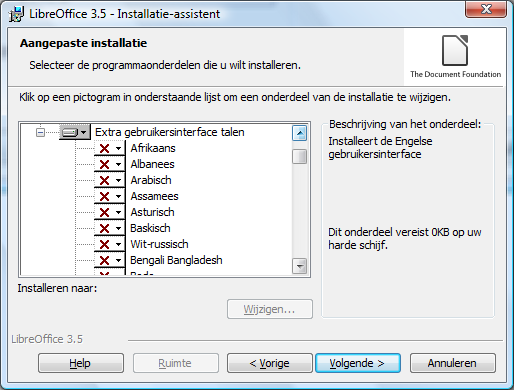 LibreOffice 3.5 - Installatie-assistent
Aangepaste installatie
Selecteer de programmaonderdelen die u wilt installeren.
The Document Foundation
Klik op een pictogram in onderstaande lijst om een onderdeel van de installatie te wijzigen.
Extra gebruikersinterface talen
Afrikaans
Albanees
Arabisch
Assamees
Asturisch
Baskisch
Wit-russisch
Bengali Bangladesh
Beschrijving van het onderdeel:
Installeert de Engelse
gebruikersinterface
Dit onderdeel vereist 0KB op uw
harde schijf.
Installeren naar:
Wijzigen...
LibreOffice 3.5
Help
Ruimte
< Vorige
Volgende >
Annuleren